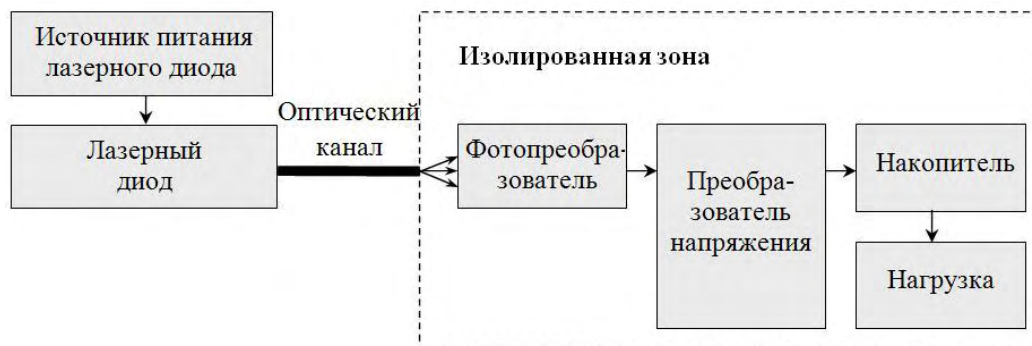 Источник питания
лазерного диода
Лазерный
диод
Оптический
канал
Изолированная зона
Фотопреобра-
зователь
Преобра-
зователь
напряжения
Накопитель
Нагрузка